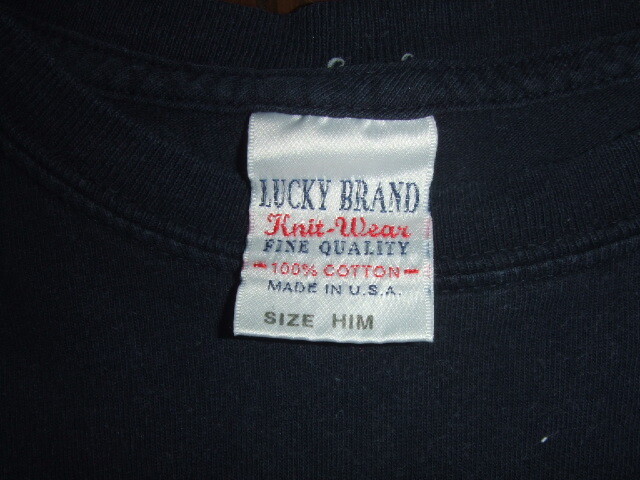 LUCKY BRAND
Knit-Wear
FINE QUALITY
100% COTTON
MADE IN U.S.A.
SIZE HIM